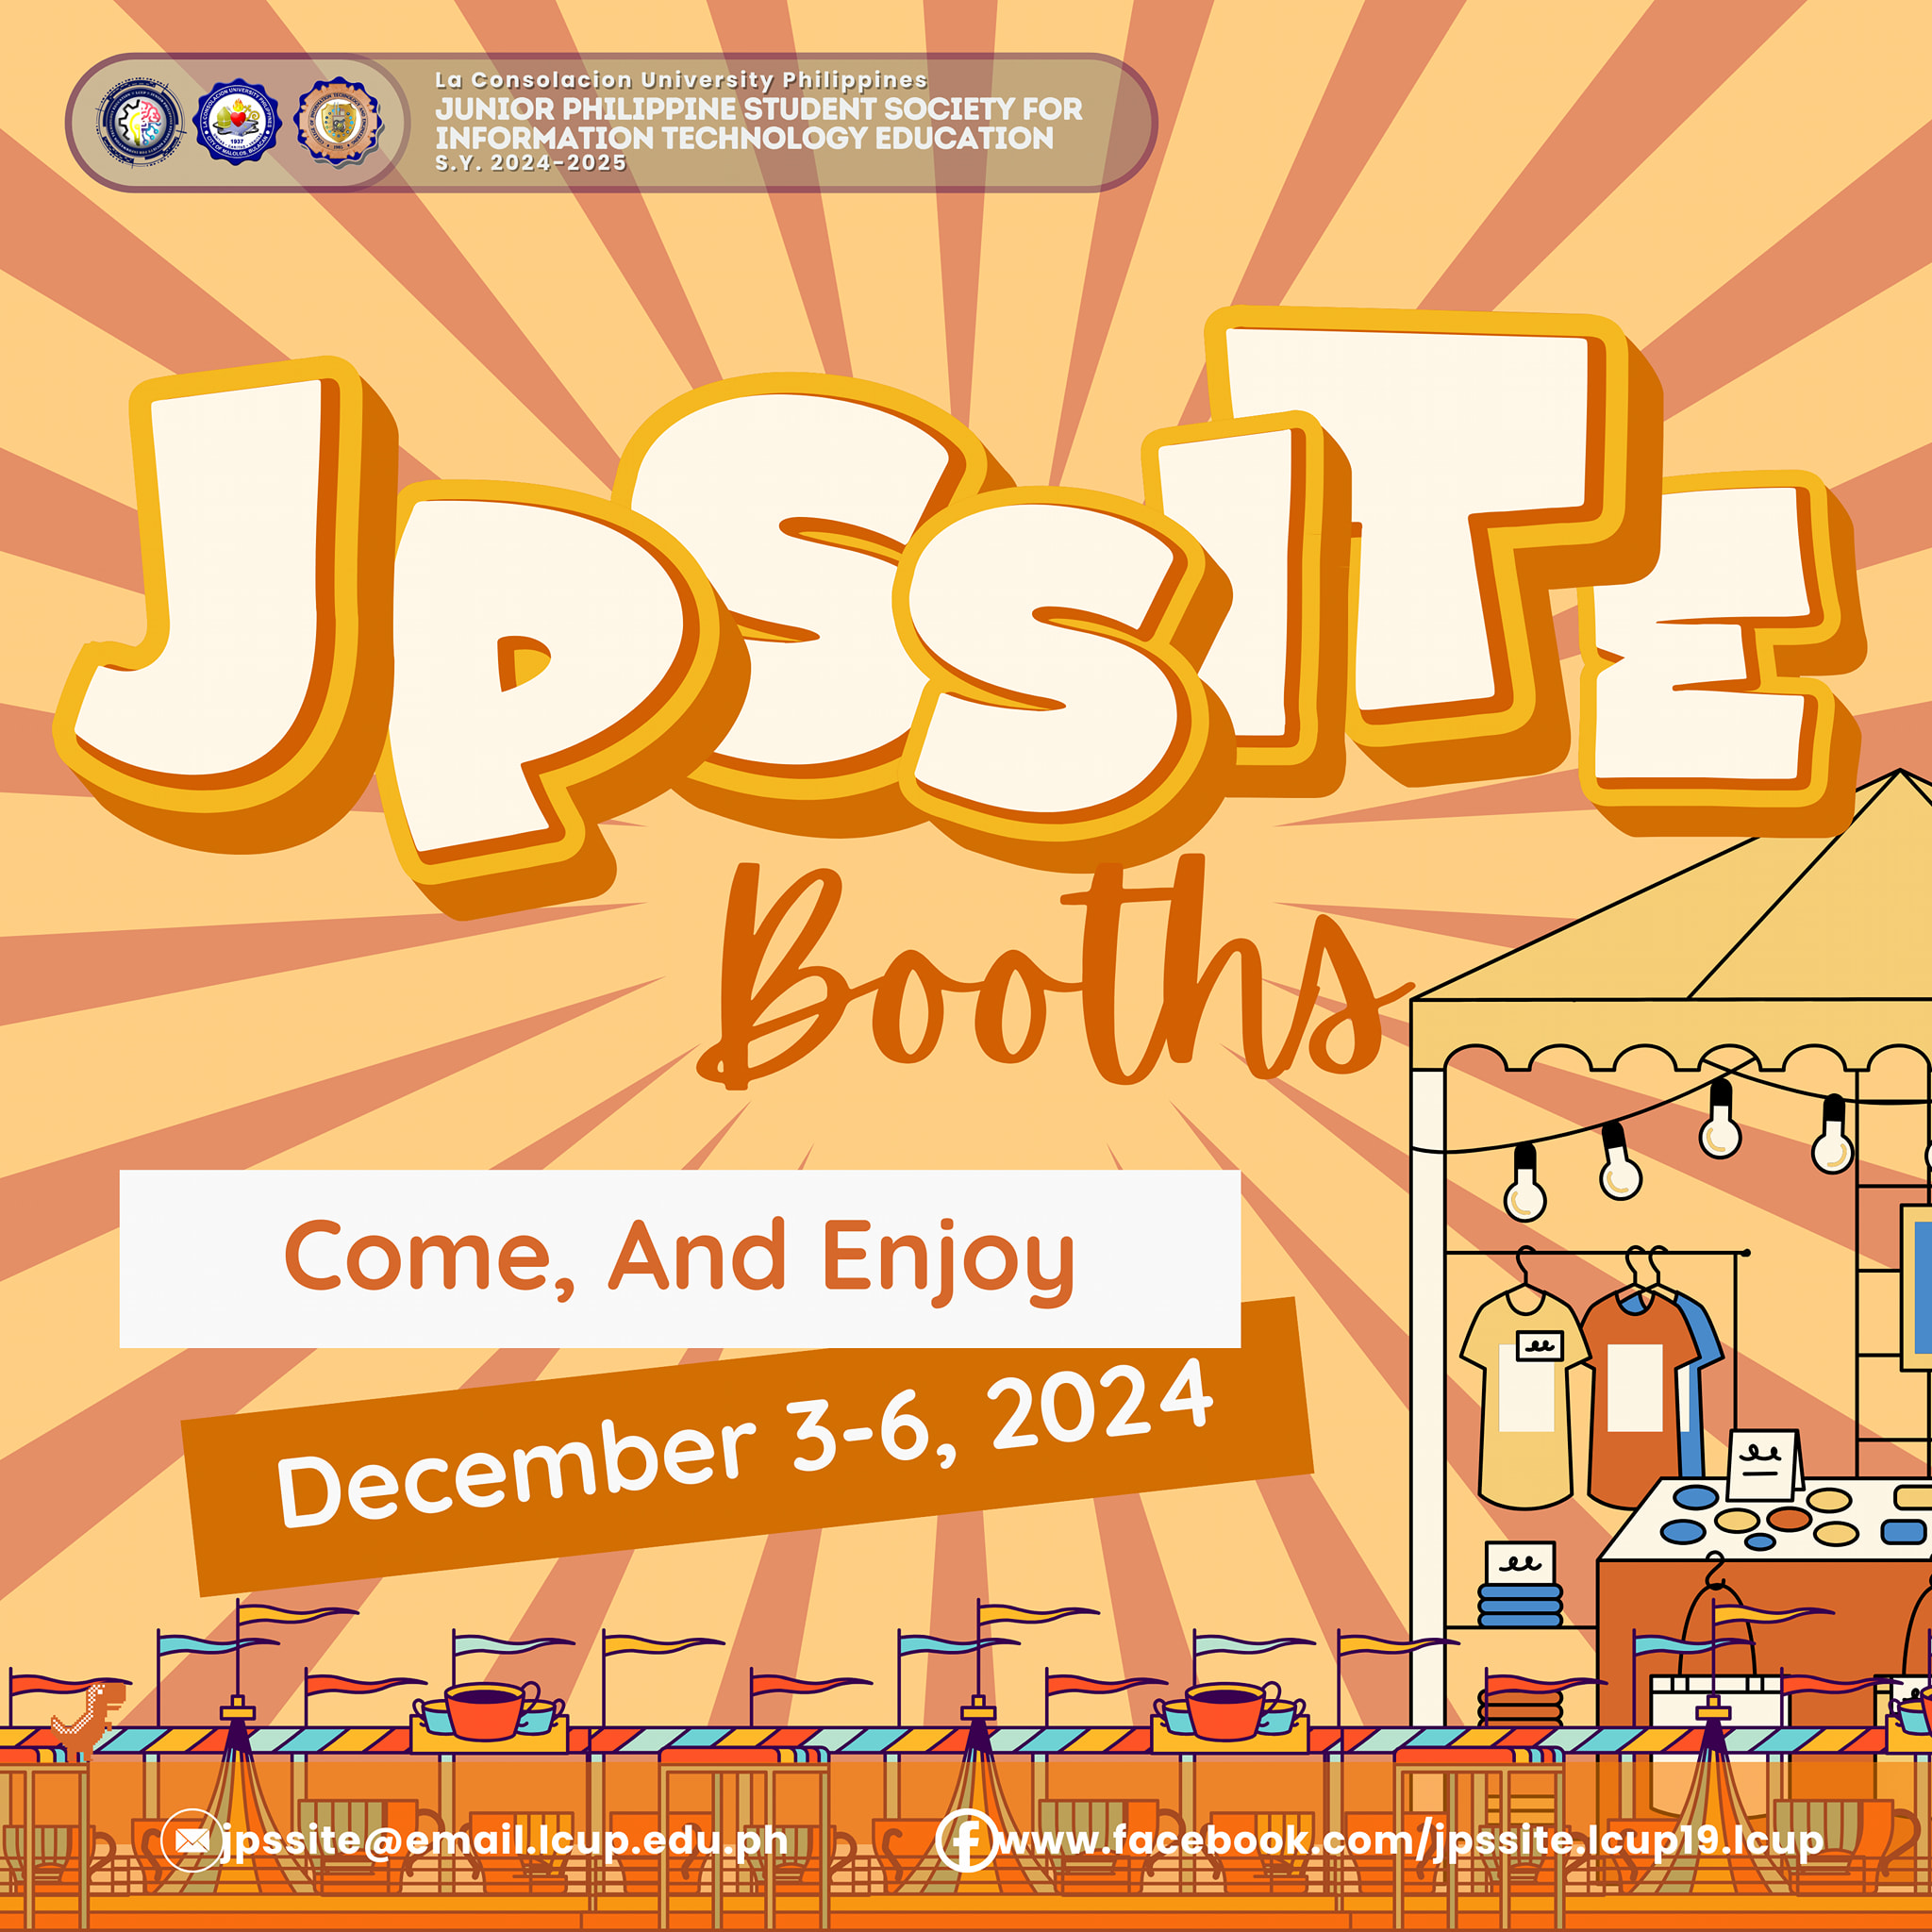 La Consolacion University Philippines
JUNIOR PHILIPPINE STUDENT SOCIETY FOR
INFORMATION TECHNOLOGY EDUCATION
S.Y. 2024-2025
JPSSITE
Booths
Come, And Enjoy
December 3-6, 2024
jpssite@email.lcup.edu.ph
www.facebook.com/jpssite.lcup19.lcup